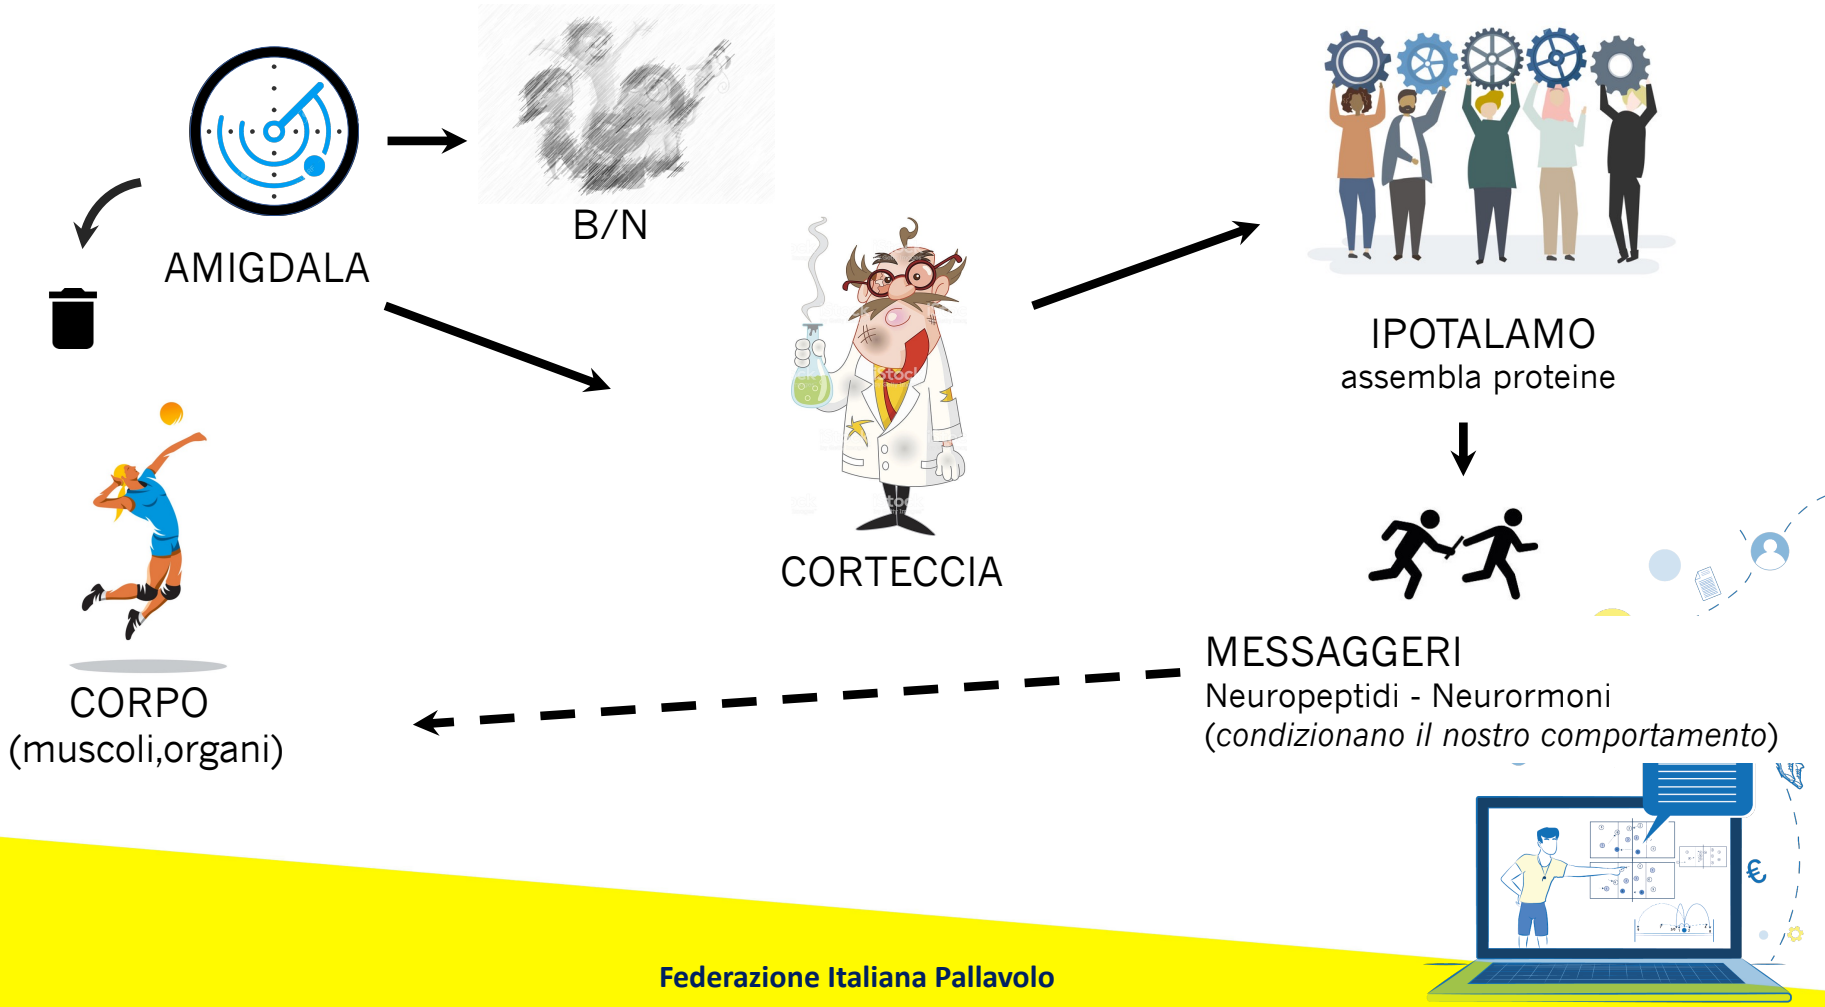 B/N
AMIGDALA
IPOTALAMO
assembla proteine
CORTECCIA
MESSAGGERI
Neuropeptidi - Neurormoni
(condizionano il nostro comportamento)
CORPO
(muscoli,organi)
€
Federazione Italiana Pallavolo